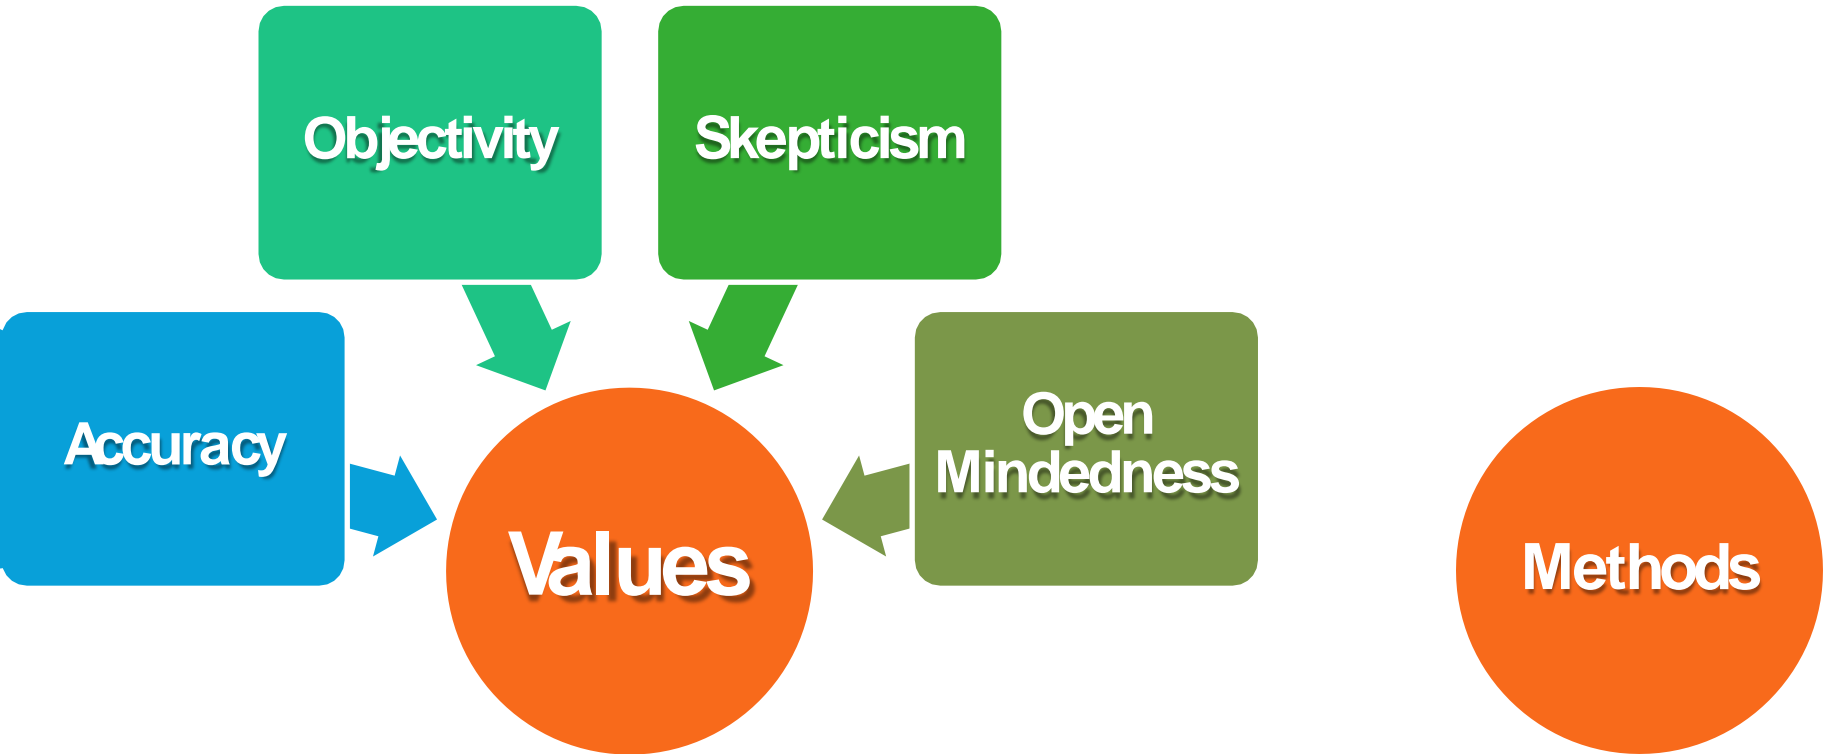 Objectivity
Skepticism
Accuracy
Open
Mindedness
Values
Methods